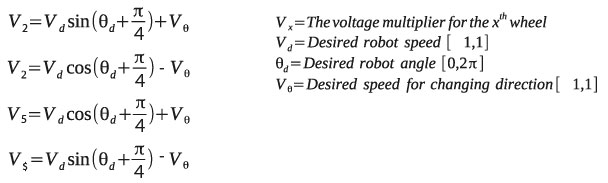 V₂=V_d sin(θ_d+π/4)+V_θ
V₂=V_d cos(θ_d+π/4) - V_θ
V₅=V_d cos(θ_d+π/4)+V_θ
V_$=V_d sin(θ_d+π/4) - V_θ
Vₓ=The voltage multiplier for the xᵗʰ wheel
V_d=Desired robot speed [ 1,1]
θ_d=Desired robot angle [0,2π]
V_θ=Desired speed for changing direction[ 1,1]